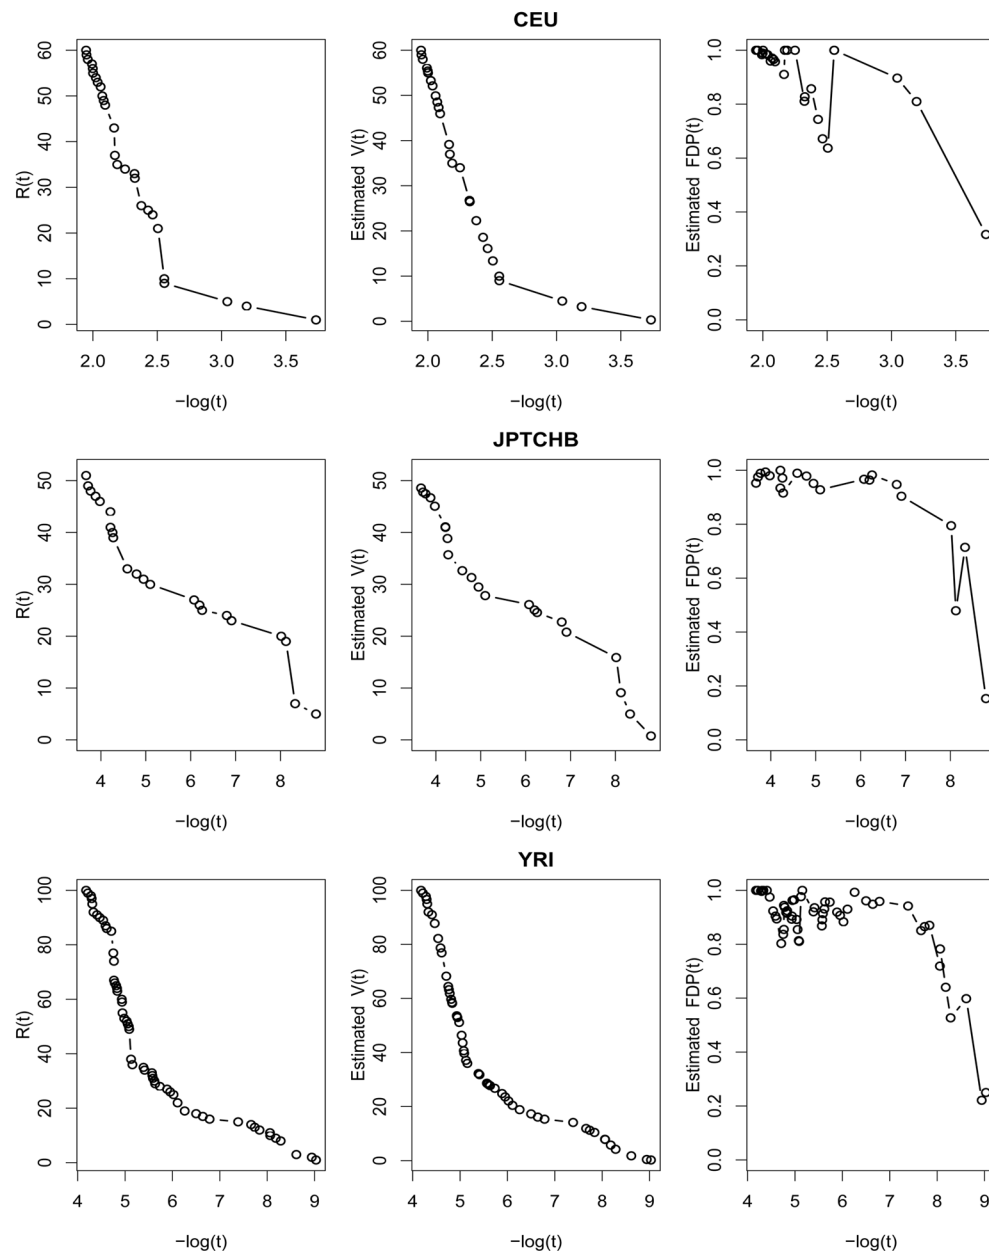 CEU
R(t)
0 10 20 30 40 50 60
2.0 2.5 3.0 3.5
−log(t)
Estimated V(t)
0 10 20 30 40 50 60
2.0 2.5 3.0 3.5
−log(t)
Estimated FDP(t)
0.0 0.2 0.4 0.6 0.8 1.0
2.0 2.5 3.0 3.5
−log(t)
JPTCHB
R(t)
0 10 20 30 40 50
4 5 6 7 8
−log(t)
Estimated V(t)
0 10 20 30 40 50
4 5 6 7 8
−log(t)
Estimated FDP(t)
0.0 0.2 0.4 0.6 0.8 1.0
4 5 6 7 8
−log(t)
YRI
R(t)
0 20 40 60 80 100
4 5 6 7 8 9
−log(t)
Estimated V(t)
0 20 40 60 80 100
4 5 6 7 8 9
−log(t)
Estimated FDP(t)
0.0 0.2 0.4 0.6 0.8 1.0
4 5 6 7 8 9
−log(t)